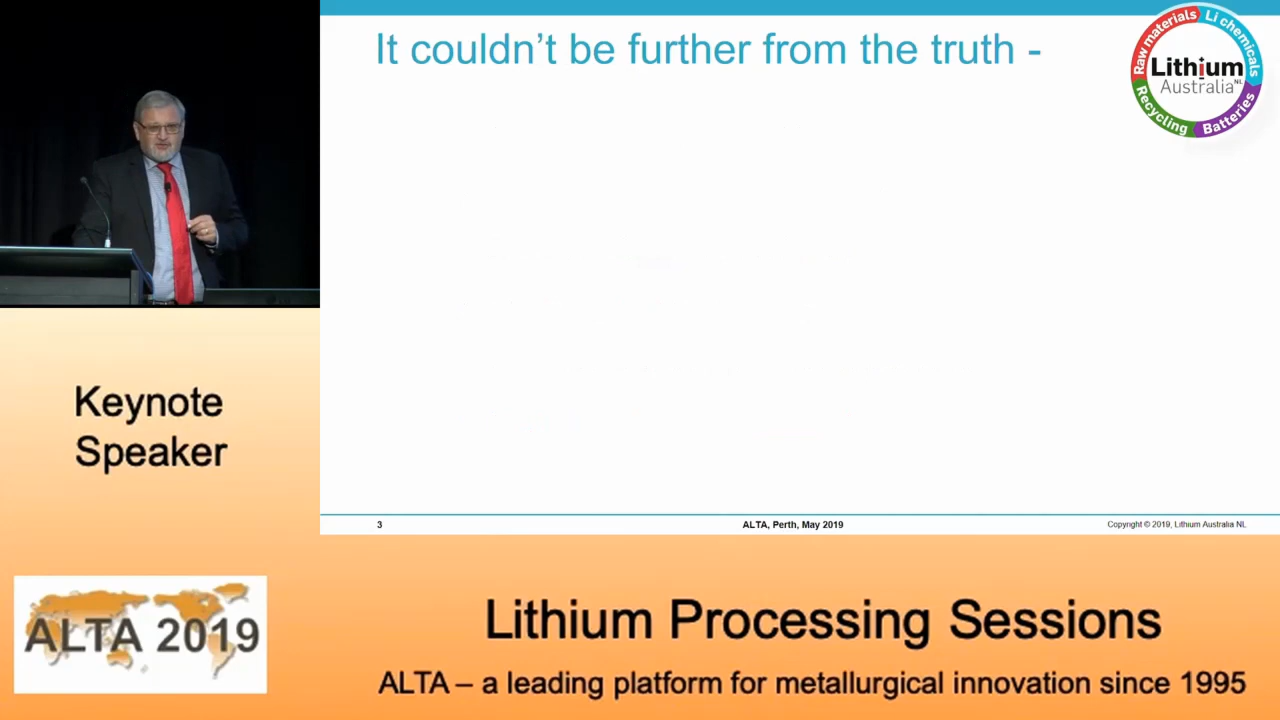 It couldn't be further from the truth -
Raw materials
Li chemicals
Lithium
Australia NL
Recycling
Batteries
3
ALTA, Perth, May 2019
Copyright © 2019, Lithium Australia NL
Keynote
Speaker
ALTA 2019
Lithium Processing Sessions
ALTA – a leading platform for metallurgical innovation since 1995